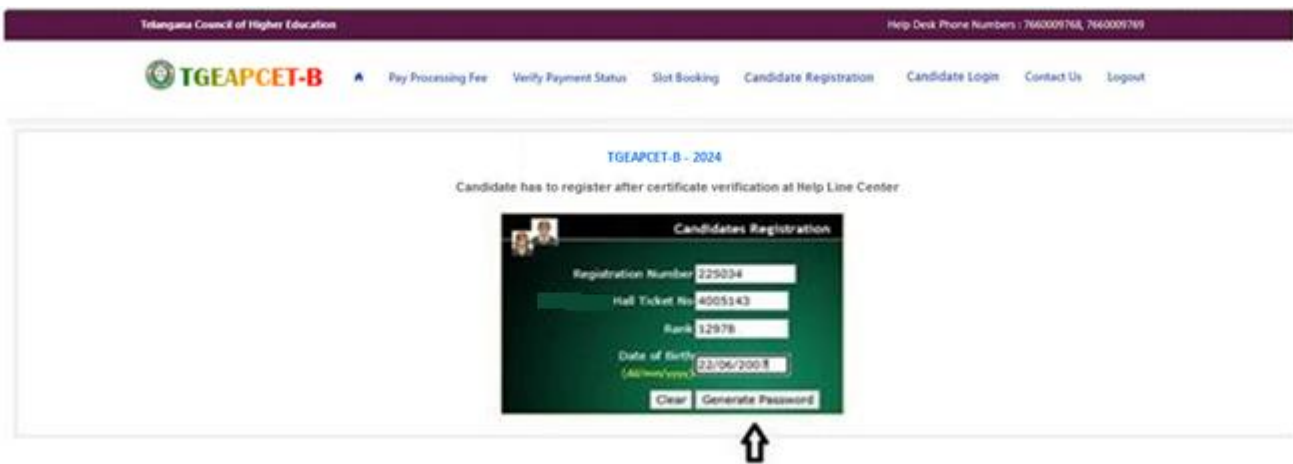 Telangana Council of Higher Education Help Desk Phone Numbers : 7660009768, 7660009769
TGEAPCET-B Pay Processing Fee Verify Payment Status Slot Booking Candidate Registration Candidate Login Contact Us Logout
TGEAPCET-B - 2024
Candidate has to register after certificate verification at Help Line Center
Candidates Registration
Registration Number 225034
Hall Ticket No 4005143
Rank 12978
Date of Birth
(dd/mm/yyyy)
Clear Generate Password